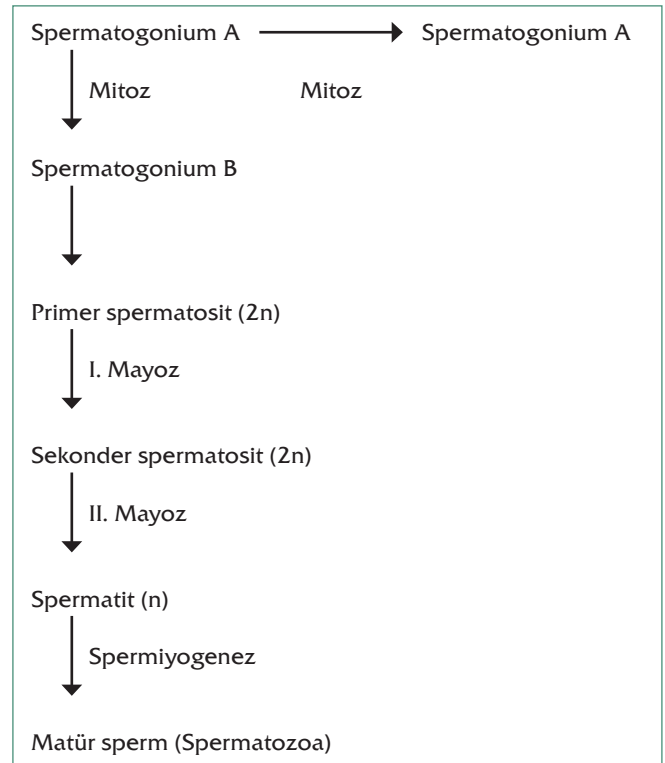 Spermatogonium A Spermatogonium A
Mitoz Mitoz
Spermatogonium B
Primer spermatosit (2n)
I. Mayoz
Sekonder spermatosit (2n)
II. Mayoz
Spermatit (n)
Spermiyogenez
Matür sperm (Spermatozoa)